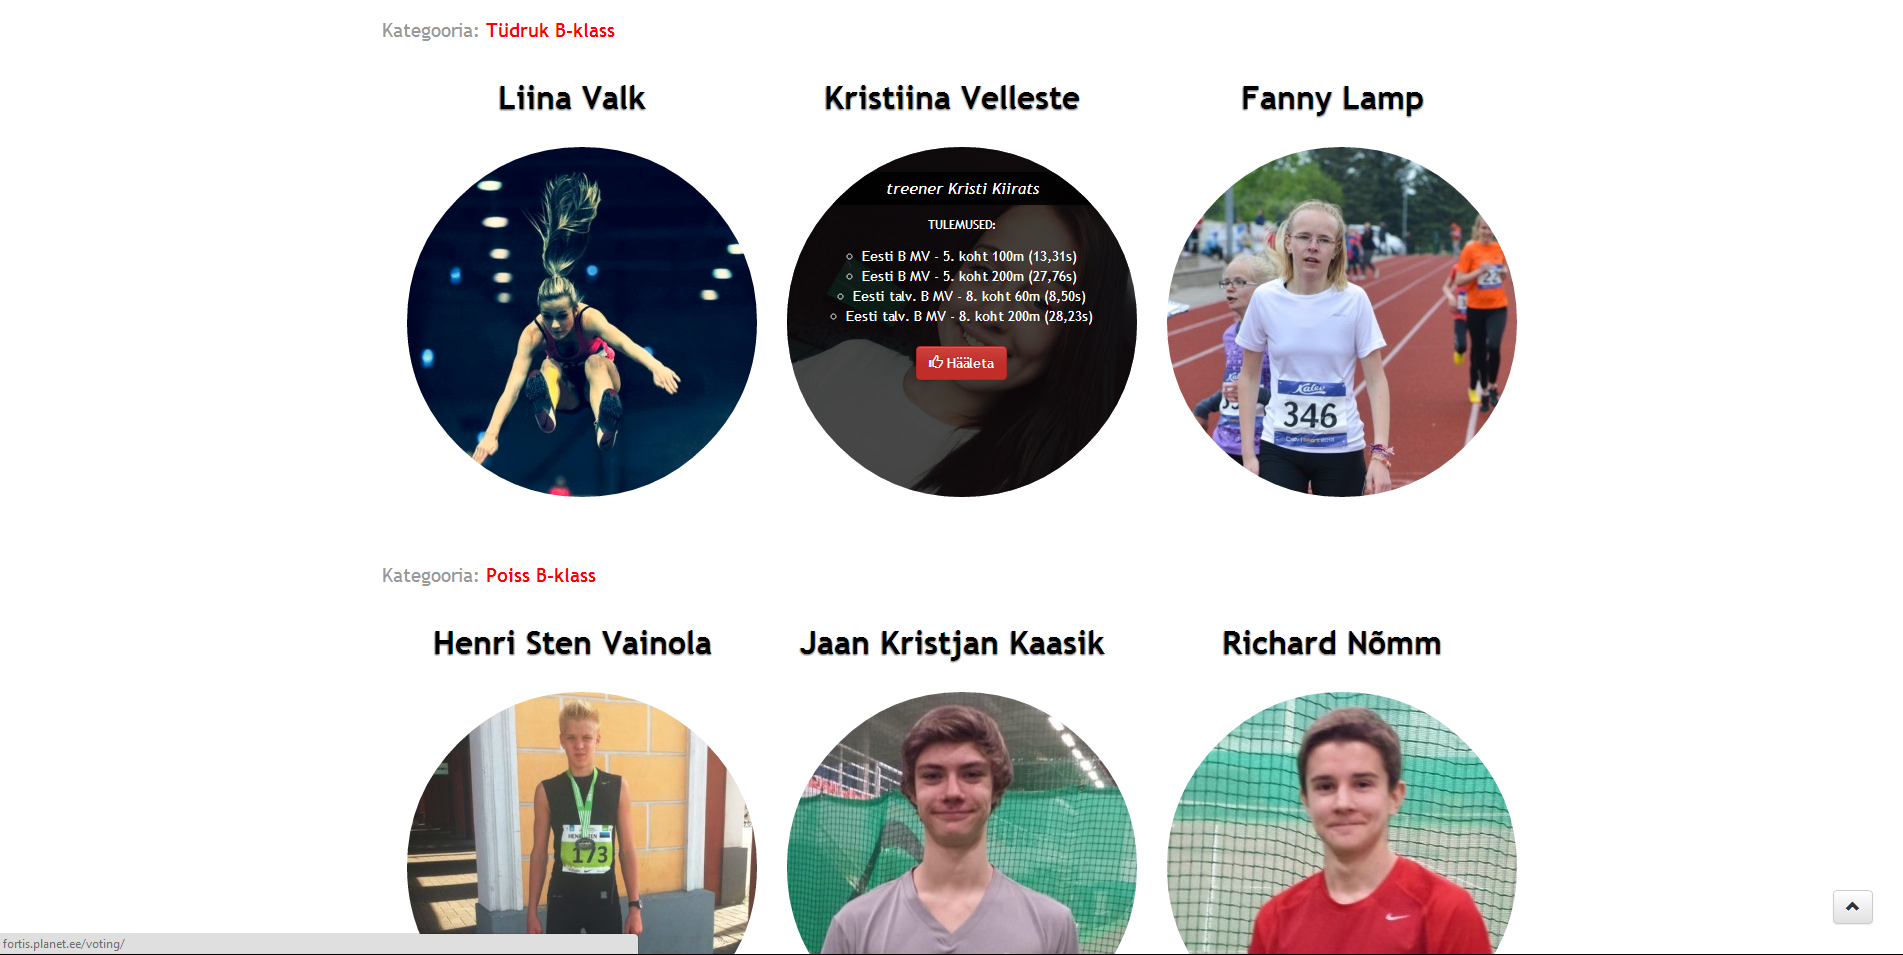 Kategooria: Tüdruk B-klass
Liina Valk
Kristiina Velleste
Fanny Lamp
treener Kristi Kiirats
TULEMUSED:
Eesti B MV - 5. koht 100m (13,31s)
Eesti B MV - 5. koht 200m (27,76s)
Eesti talv. B MV - 8. koht 60m (8,50s)
Eesti talv. B MV - 8. koht 200m (28,23s)
Hääleta
Kalev
346
Kategooria: Poiss B-klass
Henri Sten Vainola
Jaan Kristjan Kaasik
Richard Nõmm
173
fortis.planet.ee/voting/